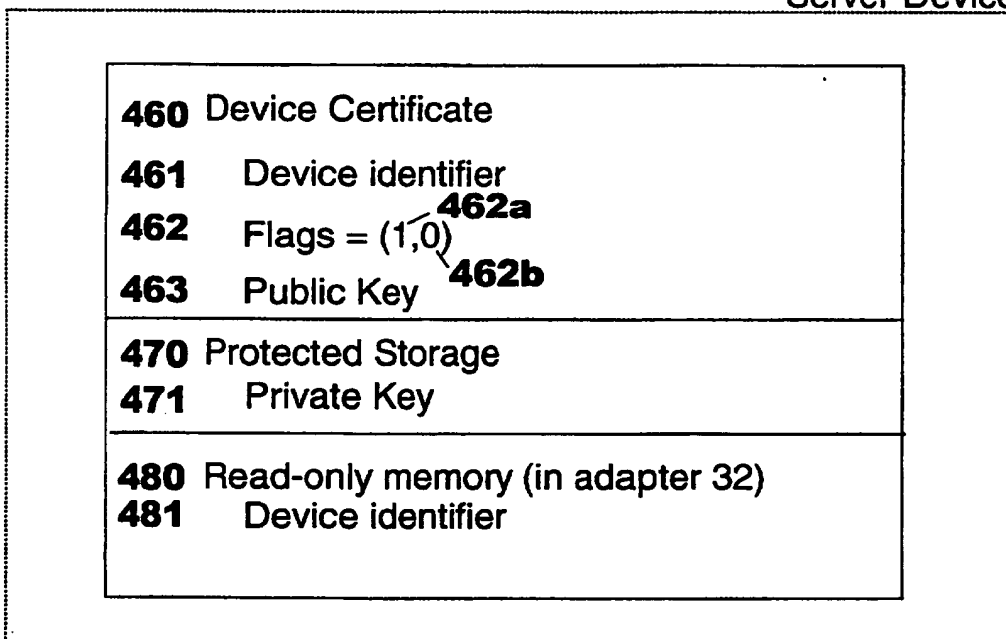 Server Device
460 Device Certificate
461 Device identifier
462a
462 Flags = (1,0)
462b
463 Public Key
470 Protected Storage
471 Private Key
480 Read-only memory (in adapter 32)
481 Device identifier